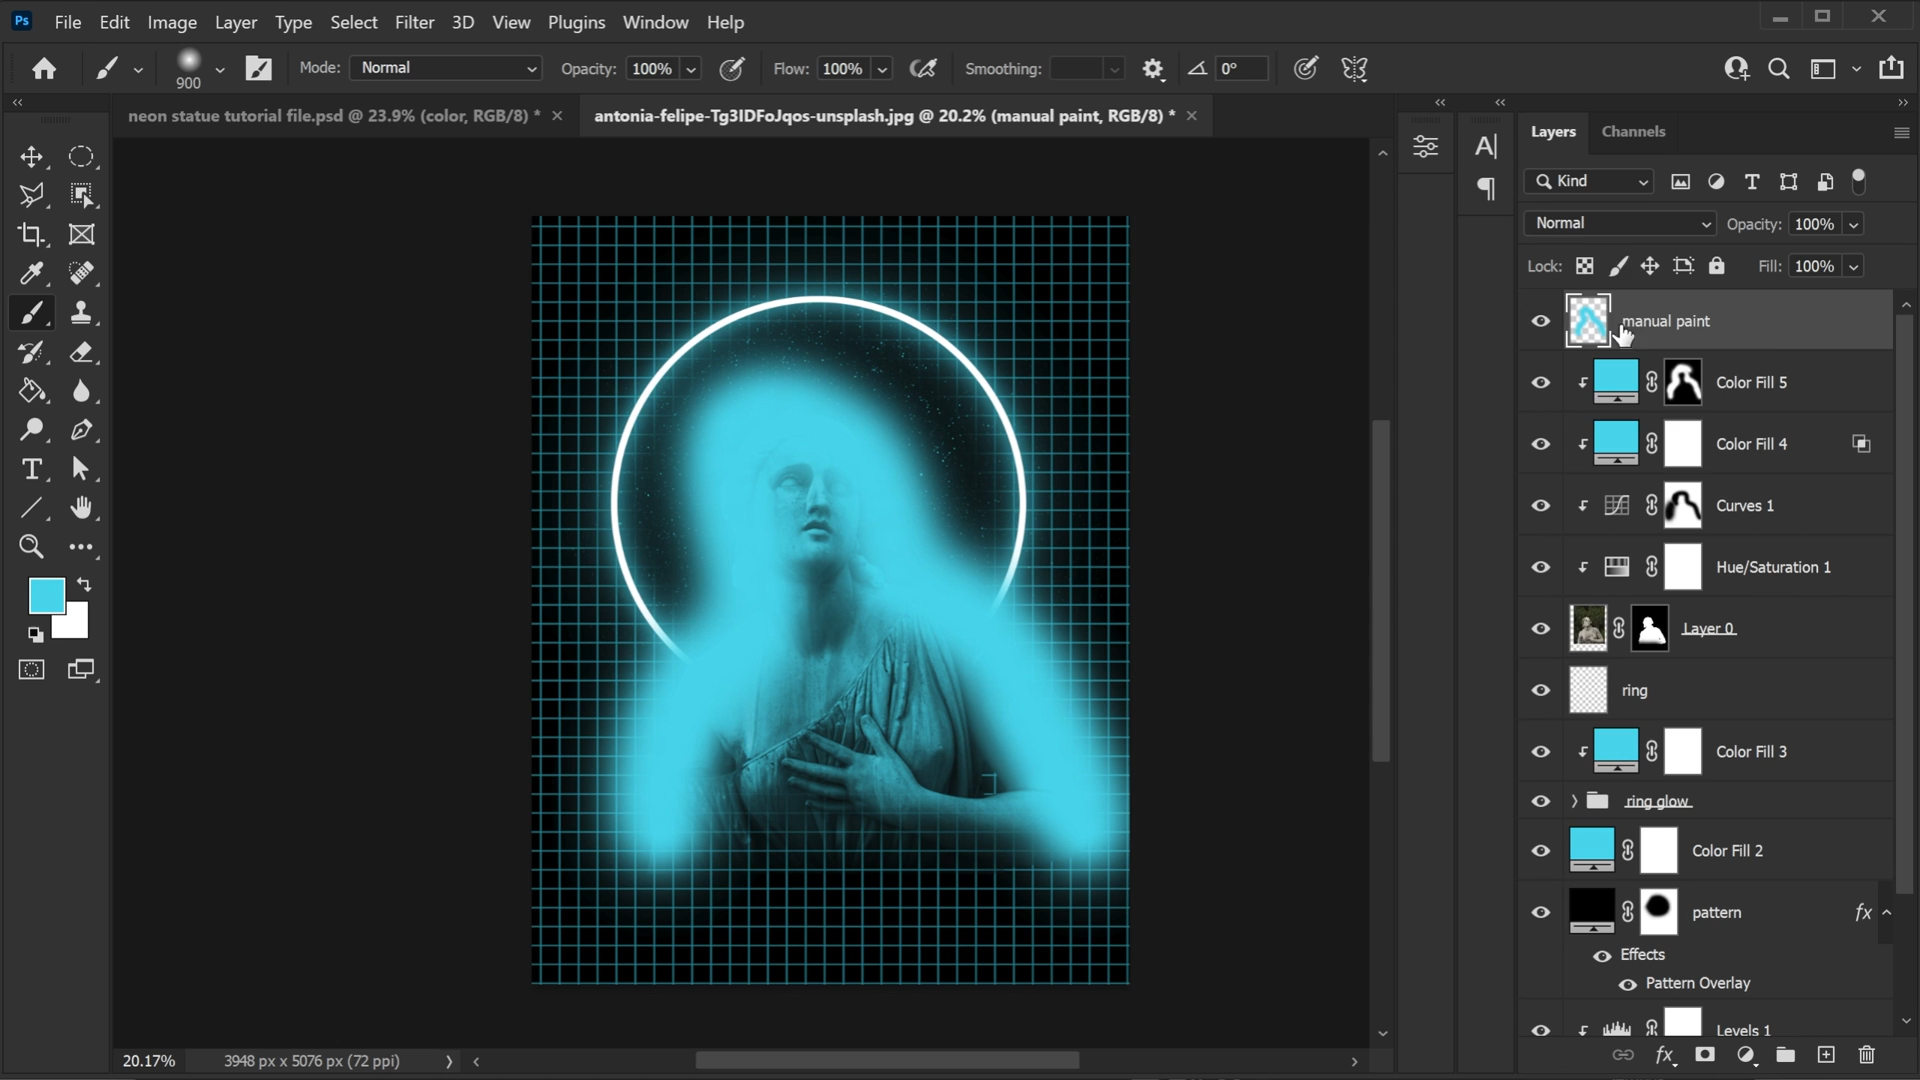 Ps File Edit Image Layer Type Select Filter 3D View Plugins Window Help
900 Mode: Normal Opacity: 100% Flow: 100% Smoothing: 0°
neon statue tutorial file.psd @ 23.9% (color, RGB/8) * antonia-felipe-Tg3IDFoJqos-unsplash.jpg @ 20.2% (manual paint, RGB/8) *
Layers Channels
Kind
Normal Opacity: 100%
Lock: Fill: 100%
manual paint
Color Fill 5
Color Fill 4
Curves 1
Hue/Saturation 1
Layer 0
ring
Color Fill 3
ring glow
Color Fill 2
pattern fx
Effects
Pattern Overlay
Levels 1
20.17% 3948 px x 5076 px (72 ppi)
fx